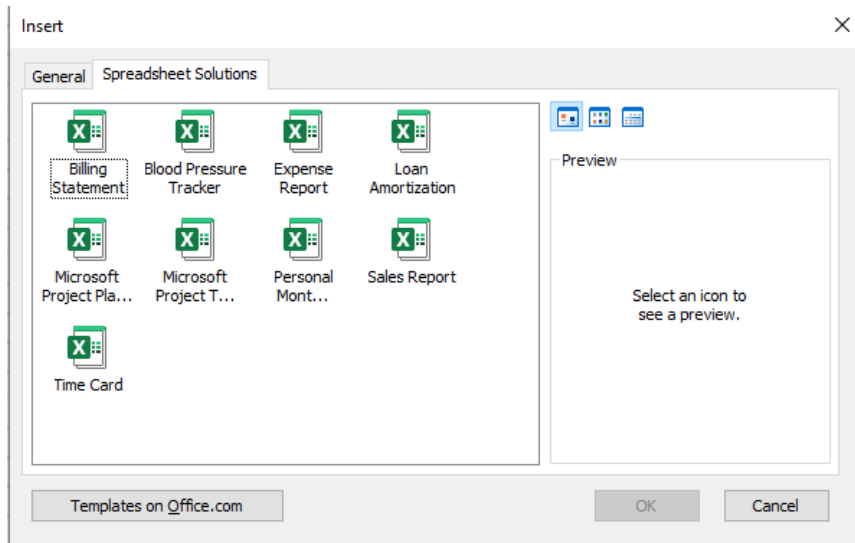 Insert
General
Spreadsheet Solutions
Billing
Statement
Blood Pressure
Tracker
Expense
Report
Loan
Amortization
Microsoft
Project Pla...
Microsoft
Project T...
Personal
Mont...
Sales Report
Time Card
Preview
Select an icon to
see a preview.
Templates on Office.com
OK
Cancel